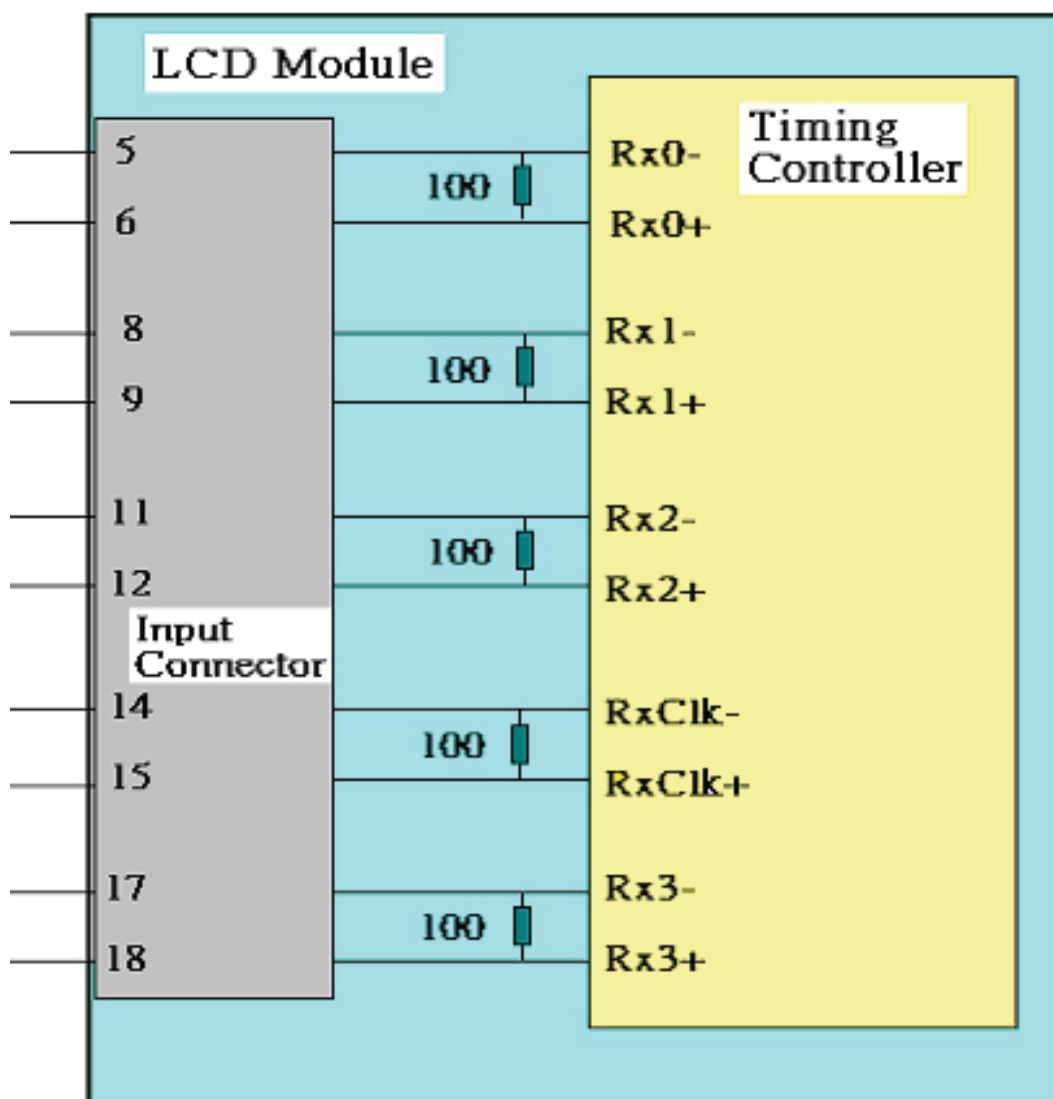 LCD Module
Timing
Controller
5
100
Rx0-
6
Rx0+
8
100
Rx1-
9
Rx1+
11
100
Rx2-
12
Rx2+
Input
Connector
14
100
RxClk-
15
RxClk+
17
100
Rx3-
18
Rx3+